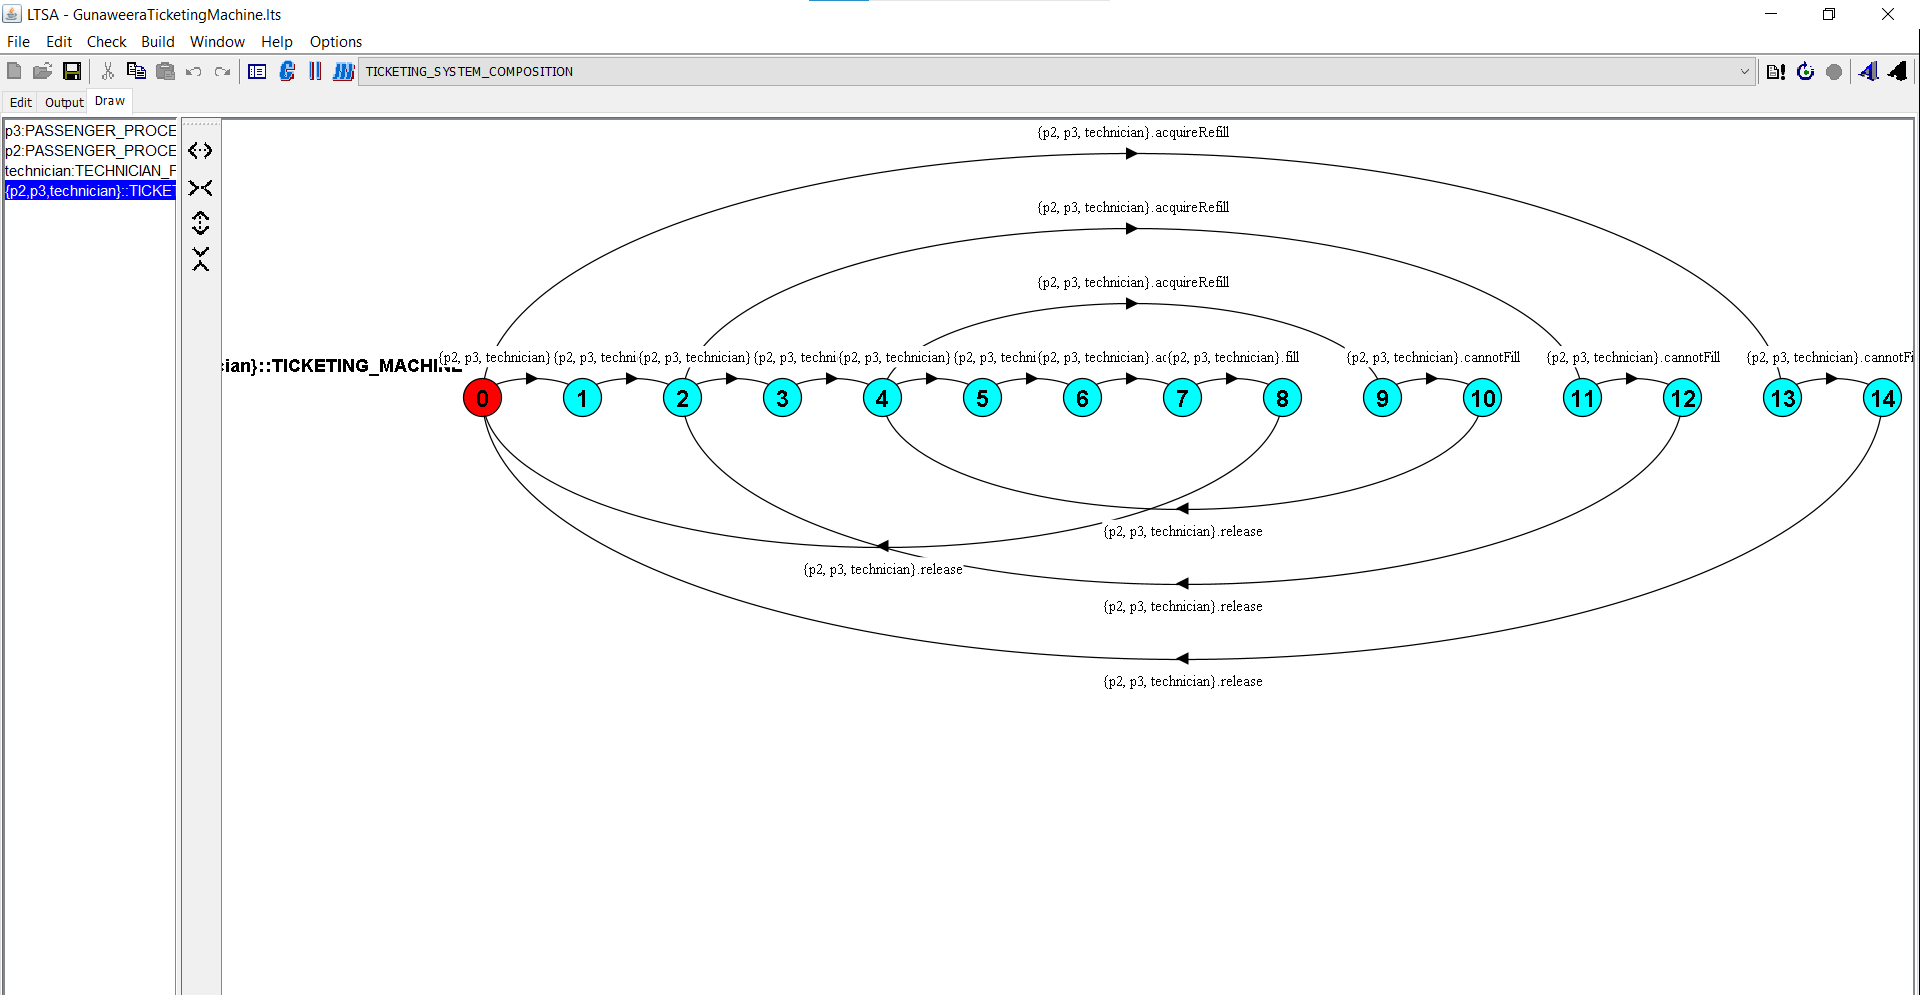 LTSA - GunaweeraTicketingMachine.lts
File Edit Check Build Window Help Options
TICKETING_SYSTEM_COMPOSITION
Edit Output Draw
p3:PASSENGER_PROCE
p2:PASSENGER_PROCE
technician:TECHNICIAN_F
{p2,p3,technician}::TICKET
{p2, p3, technician}.acquireRefill
{p2, p3, technician}.acquireRefill
{p2, p3, technician}.acquireRefill
:ian}::TICKETING_MACHINE
{p2, p3, technician} {p2, p3, techni {p2, p3, technician} {p2, p3, techni {p2, p3, technician} {p2, p3, techni {p2, p3, technician}.ac {p2, p3, technician}.fill {p2, p3, technician}.cannotFill {p2, p3, technician}.cannotFill {p2, p3, technician}.cannotFi
0 1 2 3 4 5 6 7 8 9 10 11 12 13 14
{p2, p3, technician}.release
{p2, p3, technician}.release
{p2, p3, technician}.release
{p2, p3, technician}.release